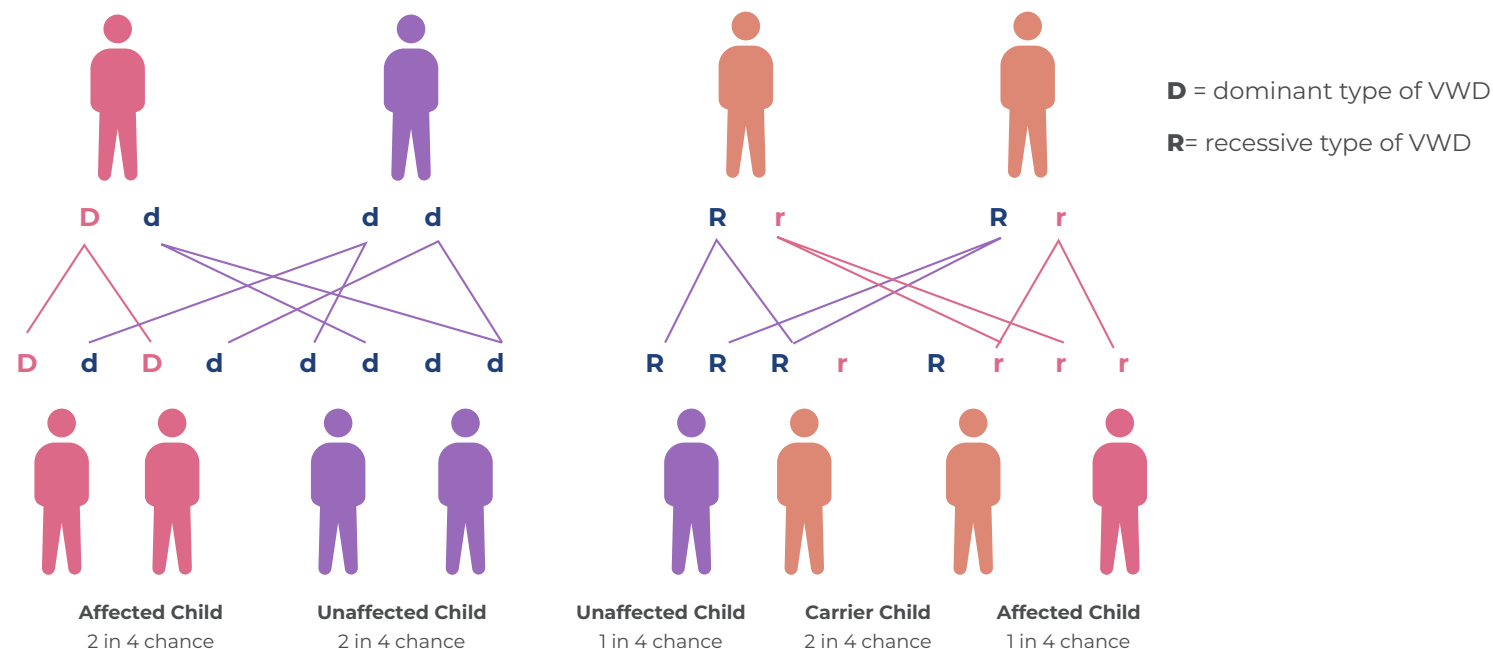 D = dominant type of VWD
R= recessive type of VWD
D d d d R r R r
D d D d d d d d R R R r R r r r
Affected Child Unaffected Child Unaffected Child Carrier Child Affected Child
2 in 4 chance 2 in 4 chance 1 in 4 chance 2 in 4 chance 1 in 4 chance